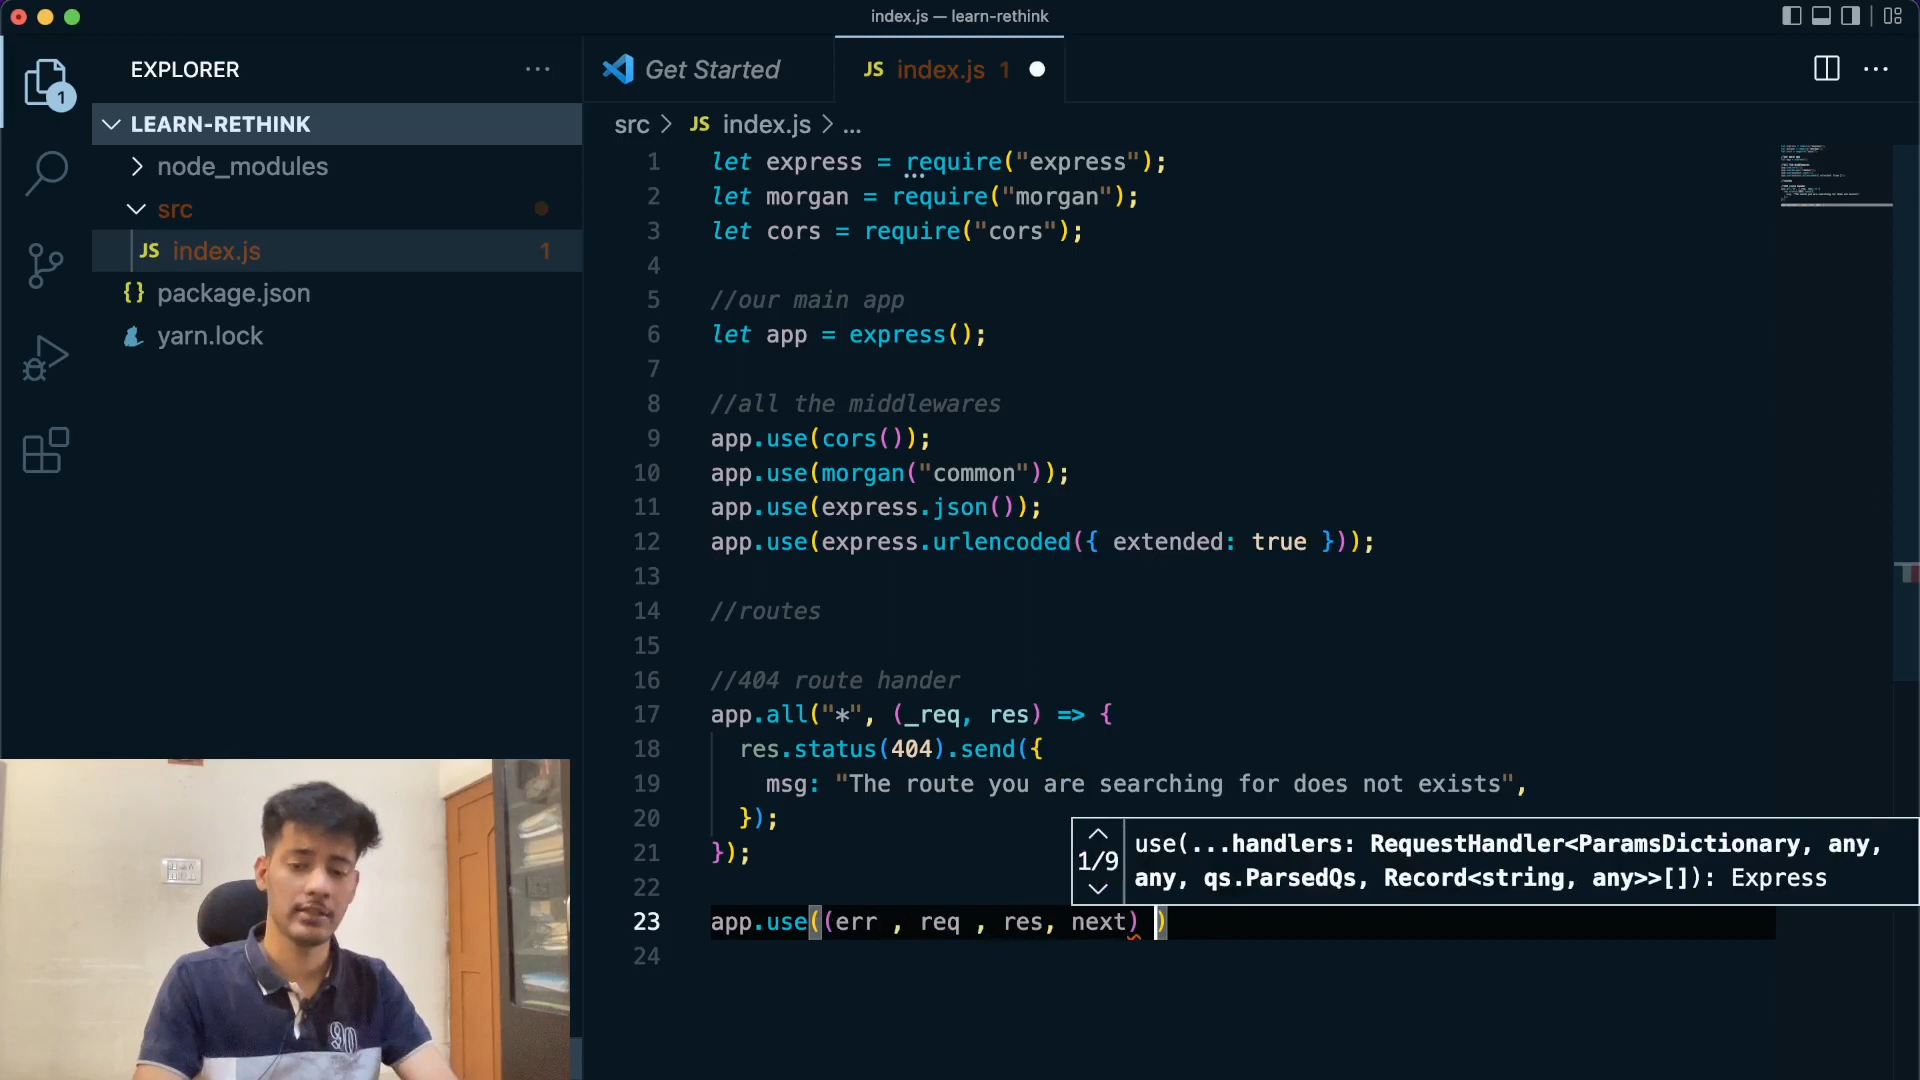 index.js — learn-rethink
EXPLORER
1
LEARN-RETHINK
node_modules
src
JS index.js 1
{} package.json
yarn.lock
Get Started
JS index.js 1
src > JS index.js > ...
1 let express = require("express");
2 let morgan = require("morgan");
3 let cors = require("cors");
4
5 //our main app
6 let app = express();
7
8 //all the middlewares
9 app.use(cors());
10 app.use(morgan("common"));
11 app.use(express.json());
12 app.use(express.urlencoded({ extended: true }));
13
14 //routes
15
16 //404 route hander
17 app.all("*", (_req, res) => {
18 res.status(404).send({
19 msg: "The route you are searching for does not exists",
20 });
21 });
22
23 app.use((err , req , res, next) )
24
1/9
use(...handlers: RequestHandler<ParamsDictionary, any,
any, qs.ParsedQs, Record<string, any>>[]): Express